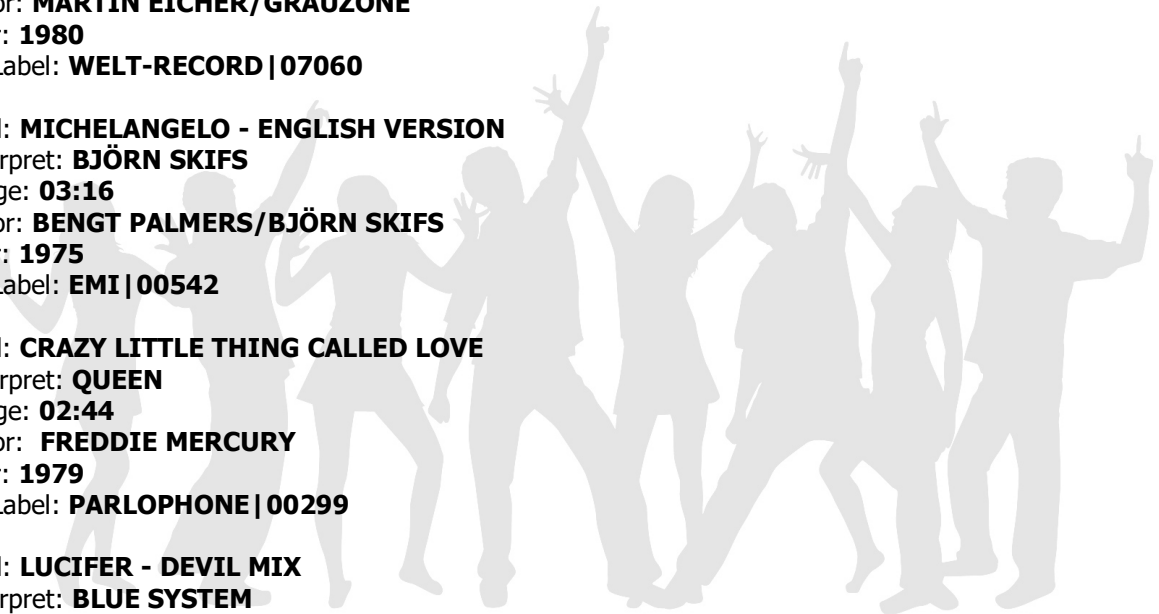 or: MARTIN EICHER/GRAUZONE
: 1980
Label: WELT-RECORD|07060
l: MICHELANGELO - ENGLISH VERSION
rpret: BJÖRN SKIFS
ge: 03:16
or: BENGT PALMERS/BJÖRN SKIFS
: 1975
Label: EMI|00542
l: CRAZY LITTLE THING CALLED LOVE
rpret: QUEEN
ge: 02:44
or: FREDDIE MERCURY
: 1979
Label: PARLOPHONE|00299
l: LUCIFER - DEVIL MIX
rpret: BLUE SYSTEM